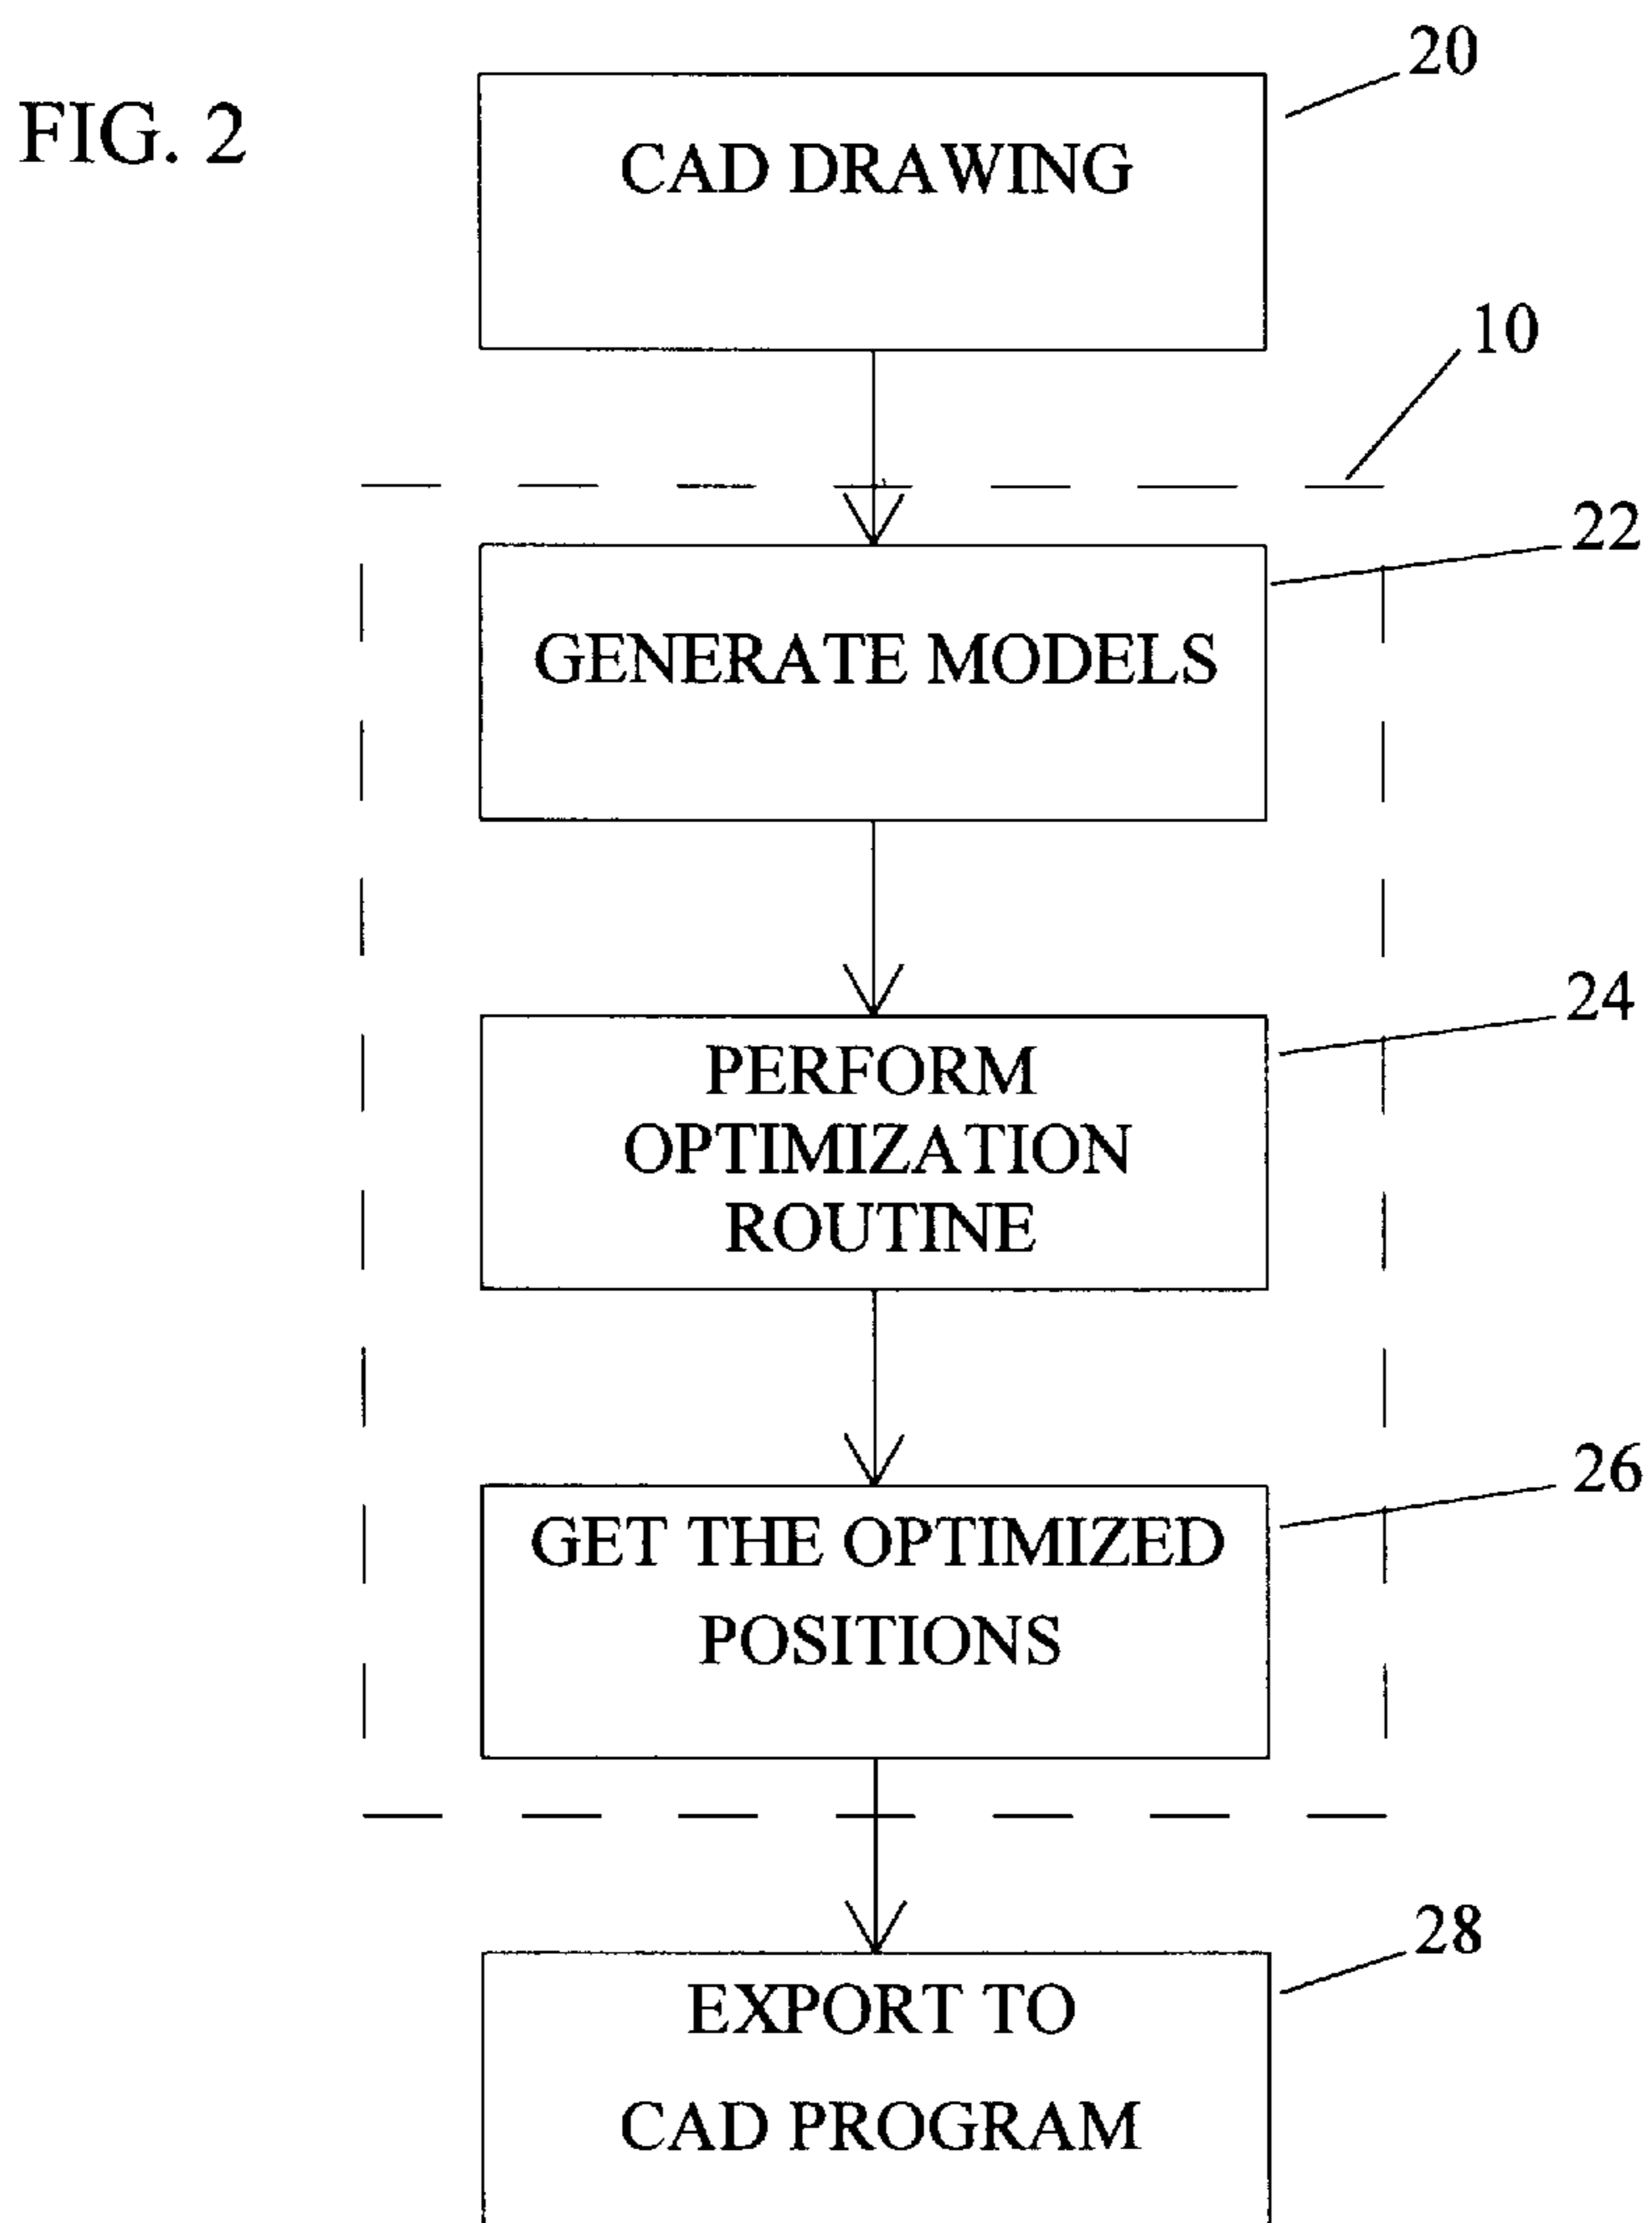 20
FIG. 2
CAD DRAWING
10
22
GENERATE MODELS
24
PERFORM
OPTIMIZATION
ROUTINE
26
GET THE OPTIMIZED
POSITIONS
28
EXPORT TO
CAD PROGRAM